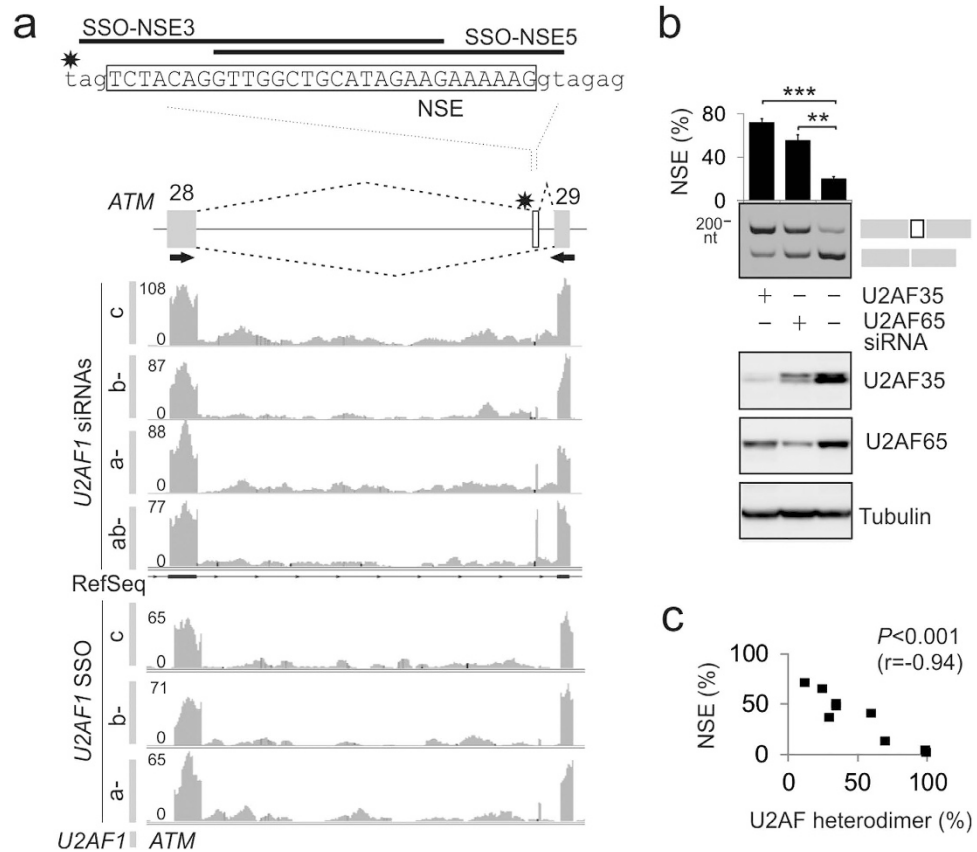 a
SSO-NSE3
SSO-NSE5
tagTCTACAGGTTGGCTGCATAGAAGAAAAAGgtagag
NSE
ATM
28
29
U2AF1 siRNAs
c
108
0
b-
87
0
a-
88
0
ab-
77
0
RefSeq
U2AF1 SSO
c
65
0
b-
71
0
a-
65
0
U2AF1
ATM
b
***
**
NSE (%)
80
40
0
200
nt
+ − − U2AF35
− + − U2AF65
siRNA
U2AF35
U2AF65
Tubulin
c
P<0.001
(r=-0.94)
NSE (%)
100
50
0
0 50 100
U2AF heterodimer (%)